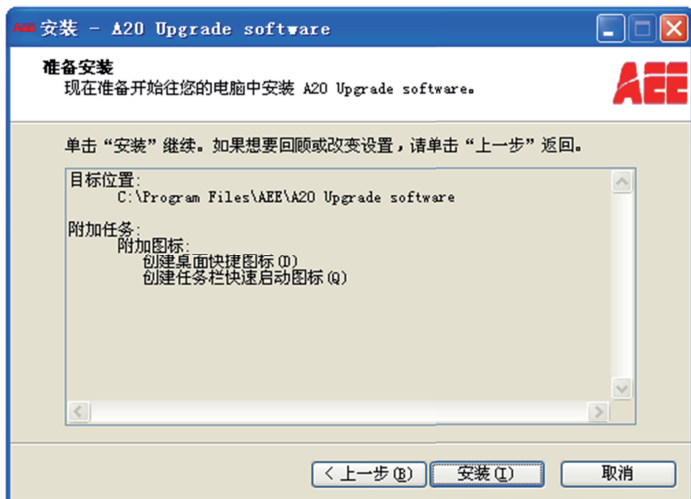 AEE 安装 - A20 Upgrade software
准备安装
现在准备开始往您的电脑中安装 A20 Upgrade software。
AEE
单击“安装”继续。如果想要回顾或改变设置，请单击“上一步”返回。
目标位置:
C:\Program Files\AEE\A20 Upgrade software
附加任务:
附加图标:
创建桌面快捷图标(D)
创建任务栏快速启动图标(Q)
< 上一步(B)
安装(I)
取消